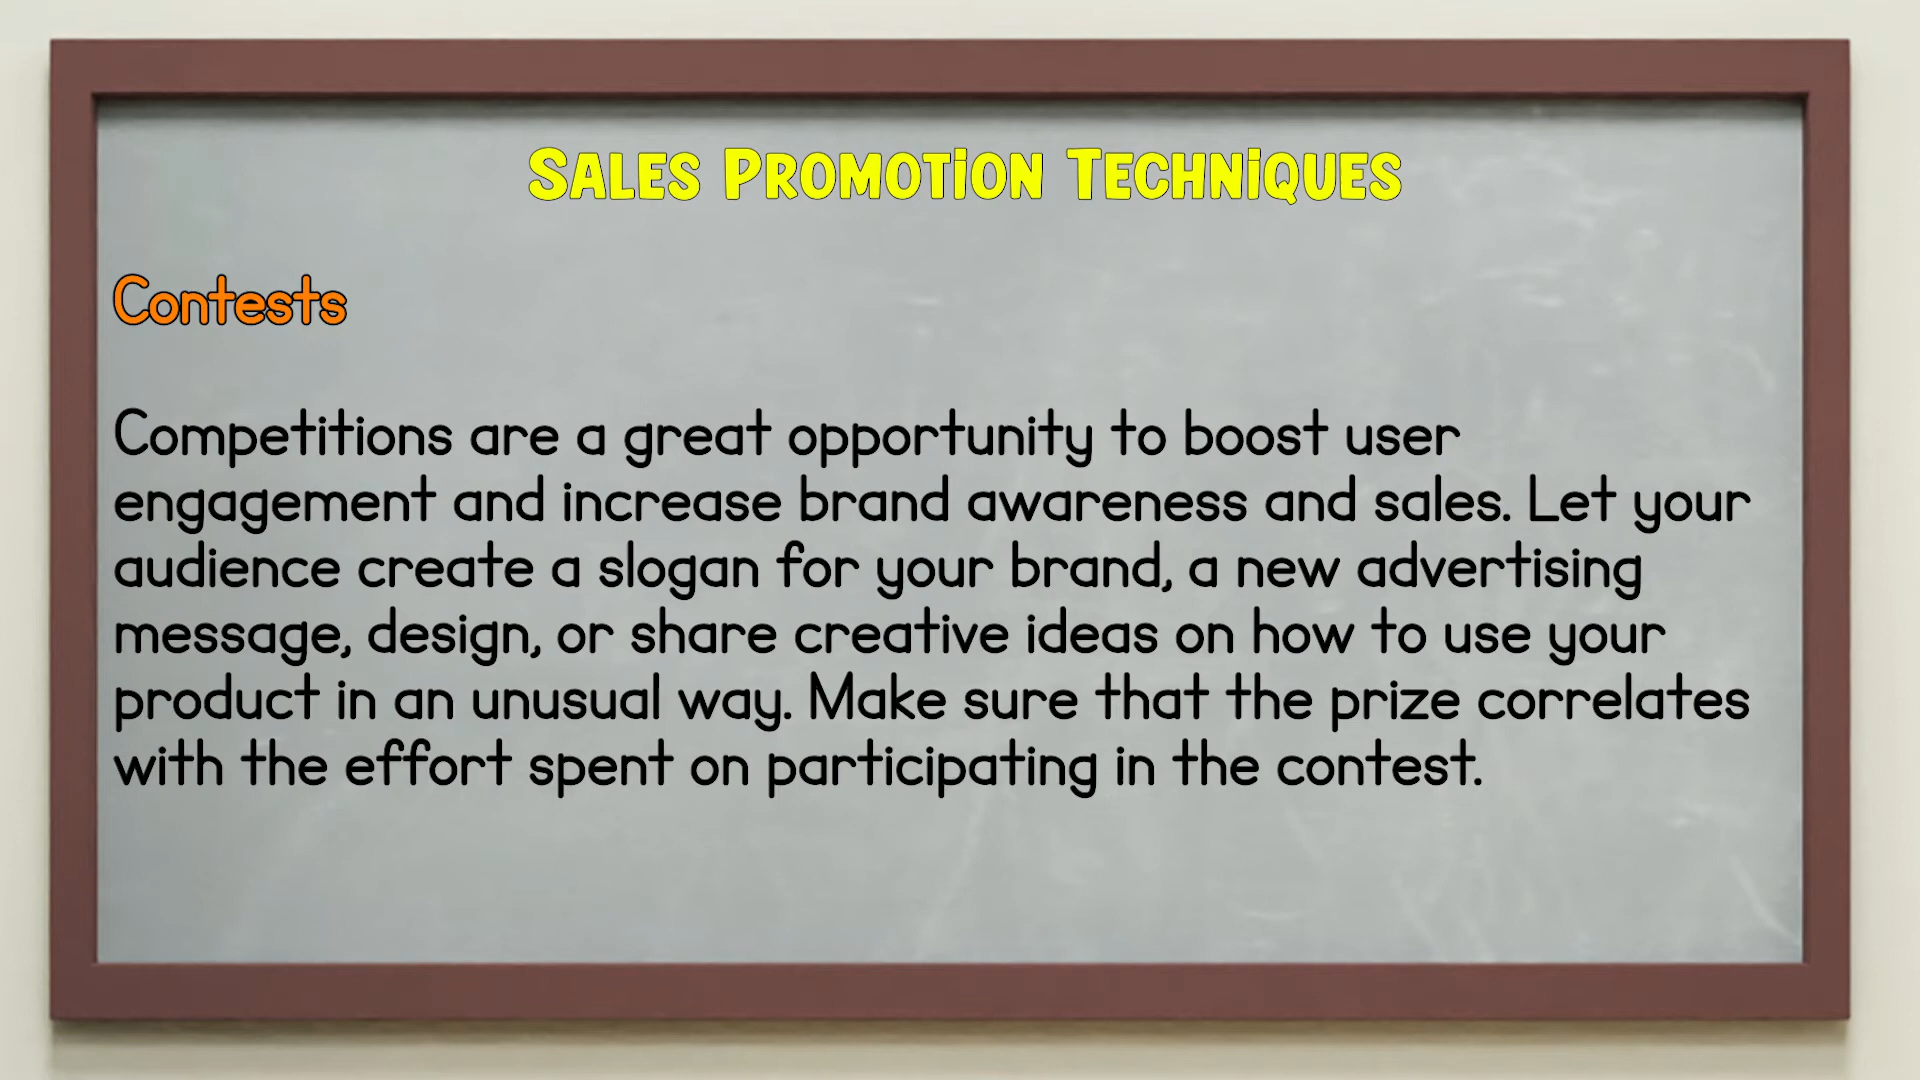 Sales Promotion Techniques
Contests
Competitions are a great opportunity to boost user
engagement and increase brand awareness and sales. Let your
audience create a slogan for your brand, a new advertising
message, design, or share creative ideas on how to use your
product in an unusual way. Make sure that the prize correlates
with the effort spent on participating in the contest.